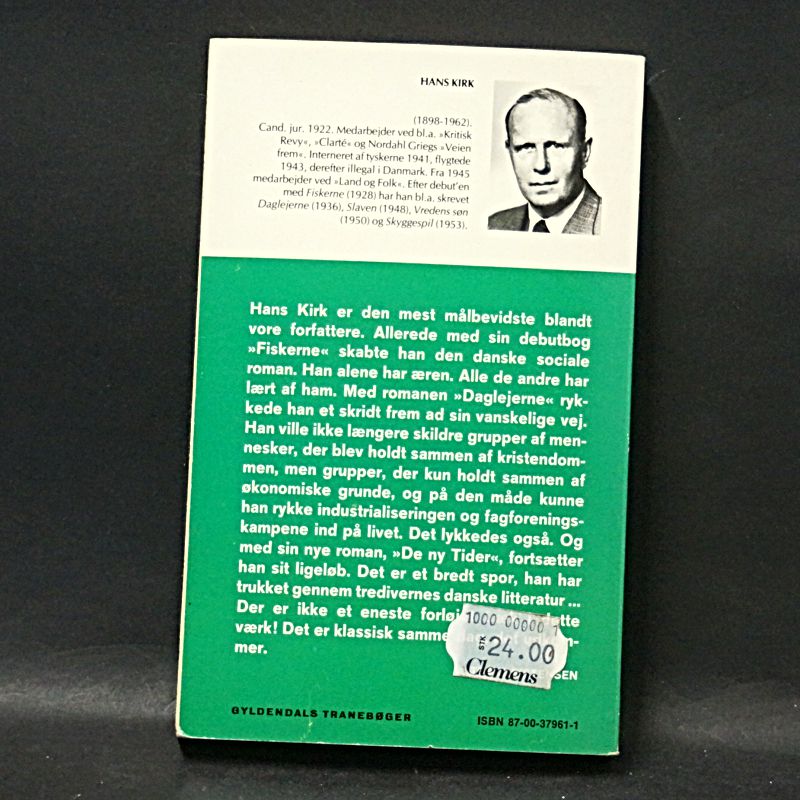 HANS KIRK
(1898-1962).
Cand. jur. 1922. Medarbejder ved bl.a. »Kritisk
Revy«, »Clarté« og Nordahl Griegs »Veien
frem«. Interneret af tyskerne 1941, flygtede
1943, derefter illegal i Danmark. Fra 1945
medarbejder ved »Land og Folk«. Efter debut'en
med Fiskerne (1928) har han bl.a. skrevet
Daglejerne (1936), Slaven (1948), Vredens søn
(1950) og Skyggespil (1953).
Hans Kirk er den mest målbevidste blandt
vore forfattere. Allerede med sin debutbog
»Fiskerne« skabte han den danske sociale
roman. Han alene har æren. Alle de andre har
lært af ham. Med romanen »Daglejerne« ryk-
kede han et skridt frem ad sin vanskelige vej.
Han ville ikke længere skildre grupper af men-
nesker, der blev holdt sammen af kristendom-
men, men grupper, der kun holdt sammen af
økonomiske grunde, og på den måde kunne
han rykke industrialiseringen og fagforenings-
kampene ind på livet. Det lykkedes også. Og
med sin nye roman, »De ny Tider«, fortsætter
han sit ligeløb. Det er et bredt spor, han har
trukket gennem tredivernes danske litteratur ...
Der er ikke et eneste
værk! Det er klassisk
mer.
1000 00000 1
STK 24.00
Clemens
GYLDENDALS TRANEBØGER
ISBN 87-00-37961-1